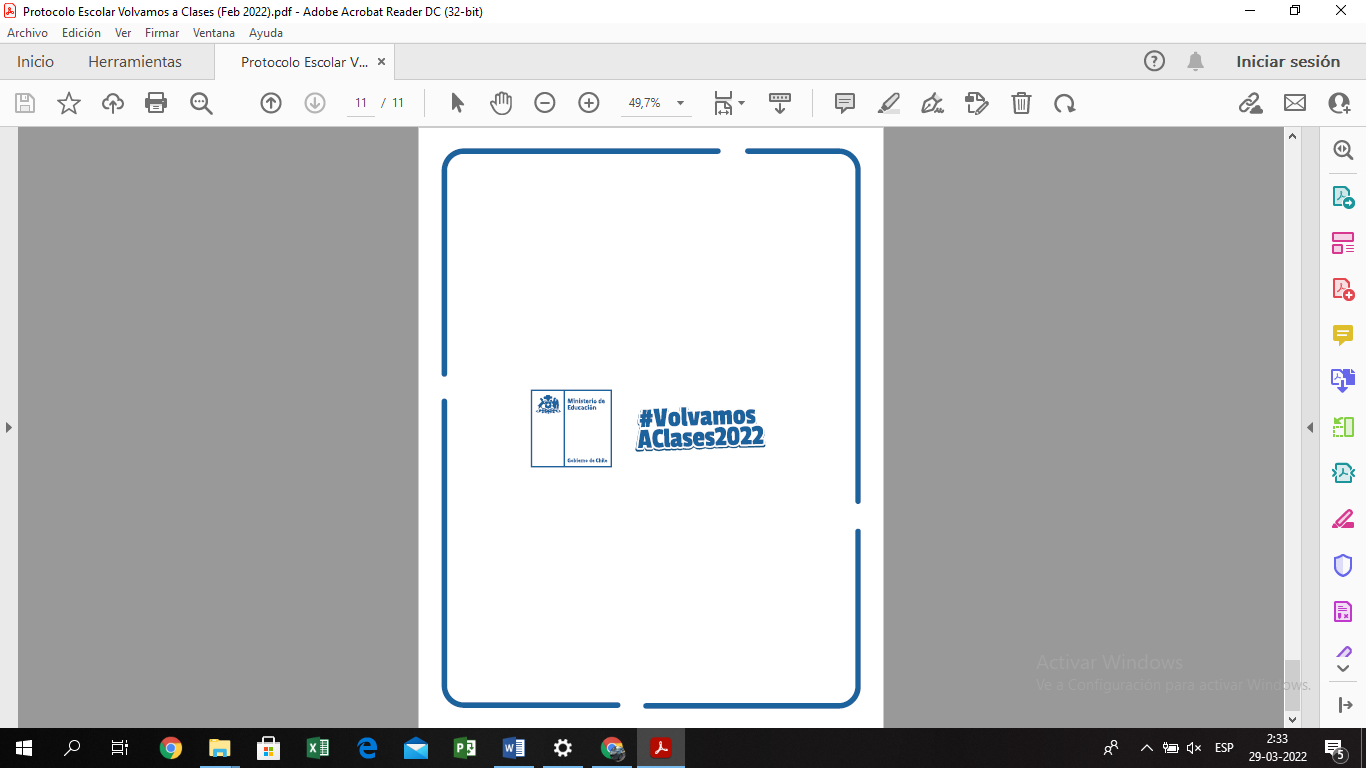 Protocolo Escolar Volvamos a Clases (Feb 2022).pdf - Adobe Acrobat Reader DC (32-bit)
Archivo Edición Ver Firmar Ventana Ayuda
Inicio Herramientas Protocolo Escolar V... × Iniciar sesión
11 / 11 49,7%
Ministerio de
Educación
Gobierno de Chile
#Volvamos
AClases2022
Activar Windows
Ve a Configuración para activar Windows.
ESP
2:33
29-03-2022
5